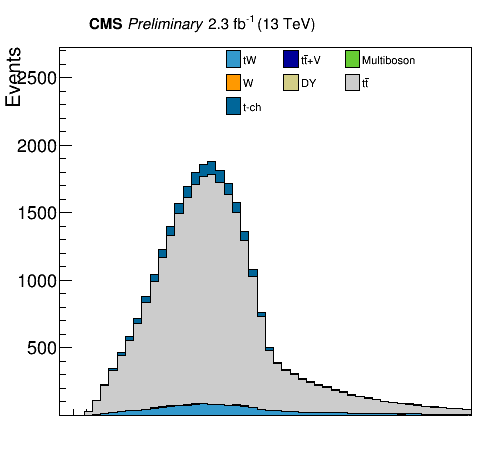 CMS Preliminary 2.3 fb⁻¹ (13 TeV)
Events
2500
2000
1500
1000
500
tW tt̄+V Multiboson
W DY tt̄
t-ch